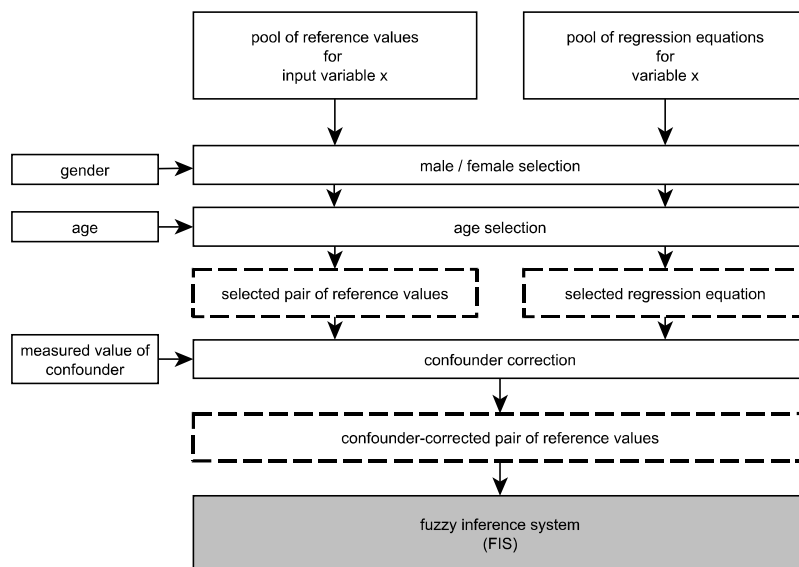 pool of reference values
for
input variable x
pool of regression equations
for
variable x
gender
male / female selection
age
age selection
selected pair of reference values
selected regression equation
measured value of
confounder
confounder correction
confounder-corrected pair of reference values
fuzzy inference system
(FIS)